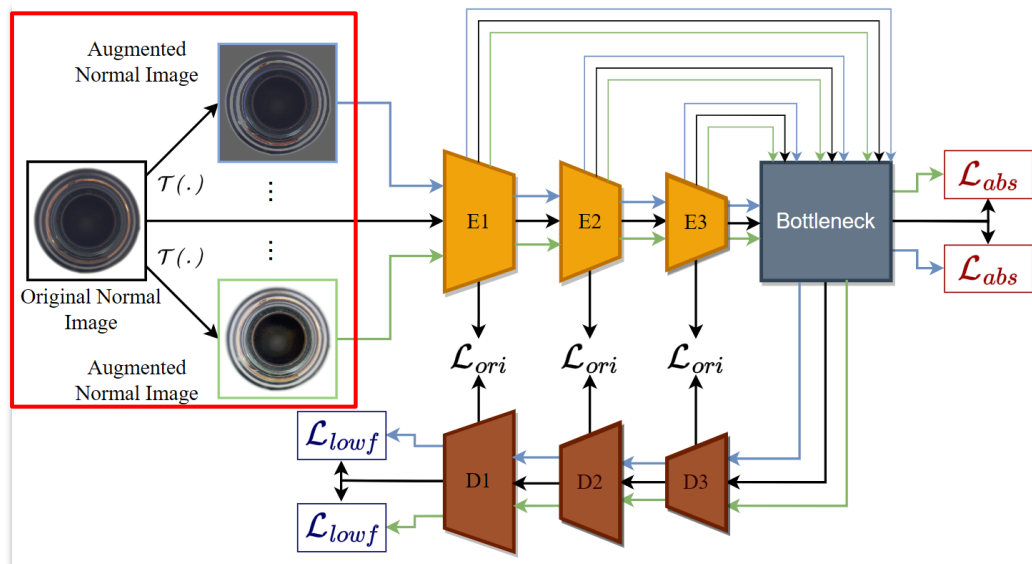 Augmented
Normal Image
𝒯(.)
⋮
E1
E2
E3
Bottleneck
ℒabs
⋮
𝒯(.)
ℒabs
Original Normal
Image
Augmented
Normal Image
ℒori
ℒori
ℒori
ℒlowf
D1
D2
D3
ℒlowf